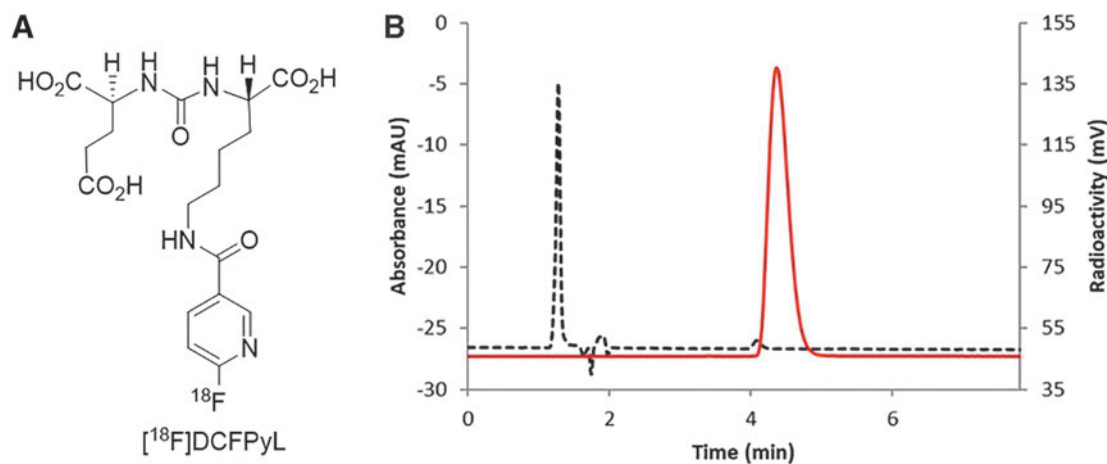 A
HO₂C
H
H
N
H
N
H
CO₂H
O
CO₂H
HN
O
N
¹⁸F
[¹⁸F]DCFPyL
B
Absorbance (mAU)
0
-5
-10
-15
-20
-25
-30
0 2 4 6
Time (min)
155
135
115
95
75
55
35
Radioactivity (mV)